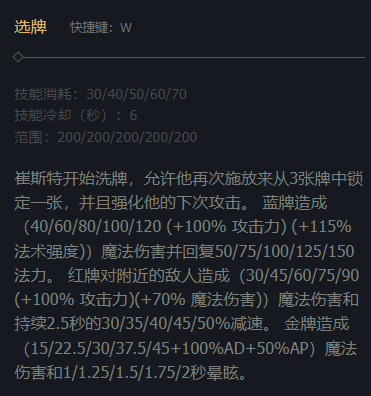 选牌 快捷键：W
技能消耗：30/40/50/60/70
技能冷却（秒）：6
范围：200/200/200/200/200
崔斯特开始洗牌，允许他再次施放来从3张牌中锁
定一张，并且强化他的下次攻击。 蓝牌造成
（40/60/80/100/120 (+100% 攻击力) (+115%
法术强度)）魔法伤害并回复50/75/100/125/150
法力。 红牌对附近的敌人造成（30/45/60/75/90
(+100% 攻击力)(+70% 魔法伤害)）魔法伤害和
持续2.5秒的30/35/40/45/50%减速。 金牌造成
（15/22.5/30/37.5/45+100%AD+50%AP）魔法
伤害和1/1.25/1.5/1.75/2秒晕眩。